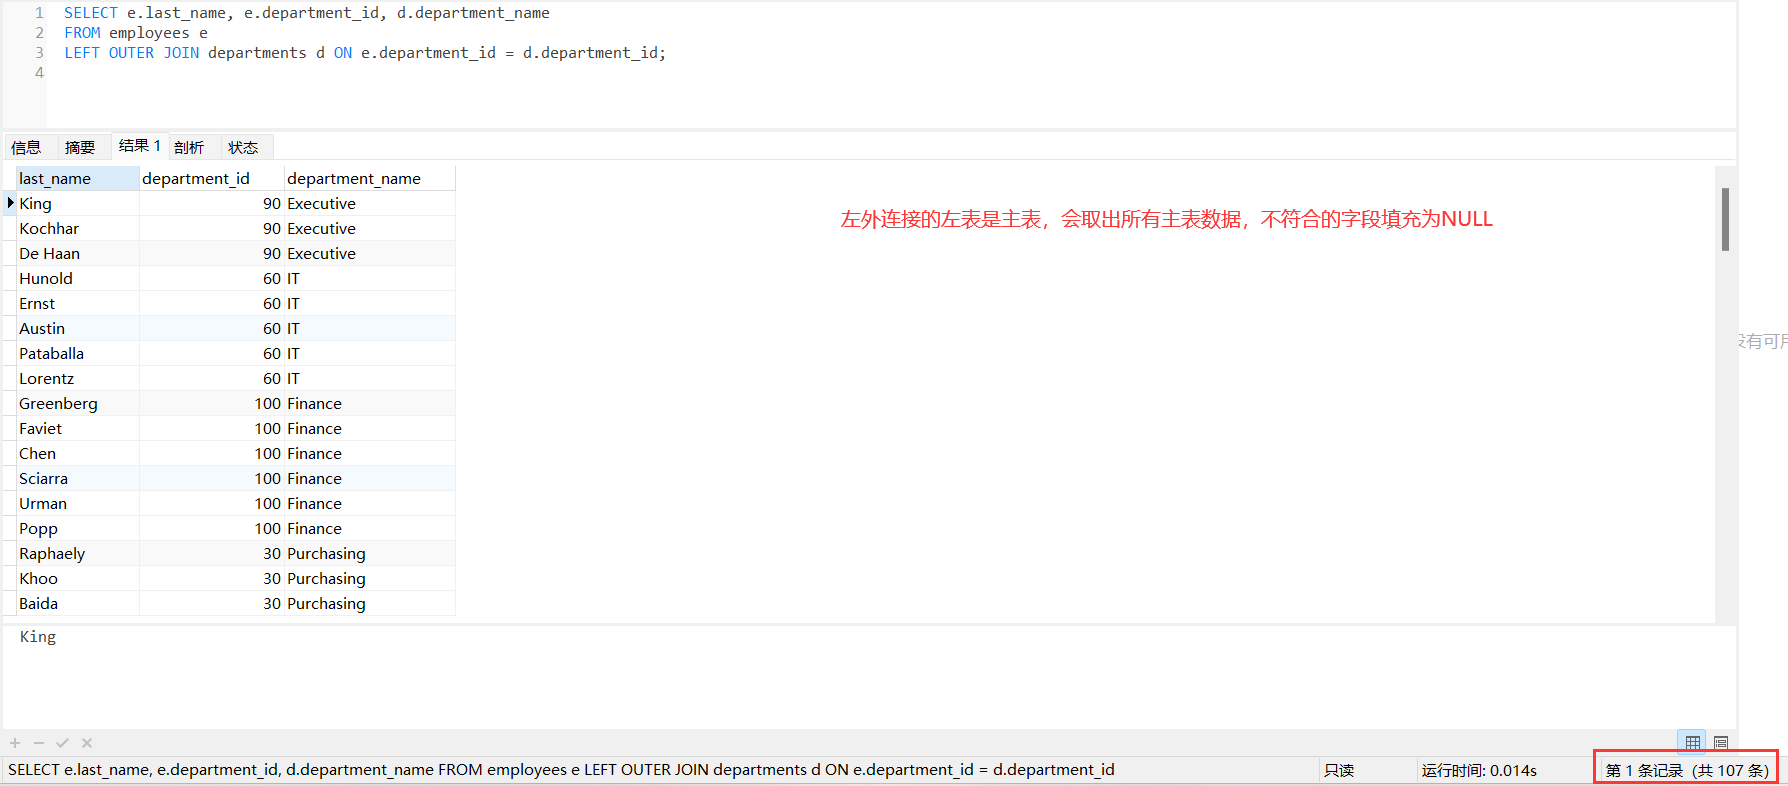 1 SELECT e.last_name, e.department_id, d.department_name
2 FROM employees e
3 LEFT OUTER JOIN departments d ON e.department_id = d.department_id;
4
信息 摘要 结果 1 剖析 状态
last_name department_id department_name
King 90 Executive
左外连接的左表是主表，会取出所有主表数据，不符合的字段填充为NULL
Kochhar 90 Executive
De Haan 90 Executive
Hunold 60 IT
Ernst 60 IT
Austin 60 IT
没有可用
Pataballa 60 IT
Lorentz 60 IT
Greenberg 100 Finance
Faviet 100 Finance
Chen 100 Finance
Sciarra 100 Finance
Urman 100 Finance
Popp 100 Finance
Raphaely 30 Purchasing
Khoo 30 Purchasing
Baida 30 Purchasing
King
SELECT e.last_name, e.department_id, d.department_name FROM employees e LEFT OUTER JOIN departments d ON e.department_id = d.department_id 只读 运行时间: 0.014s 第 1 条记录 (共 107 条)